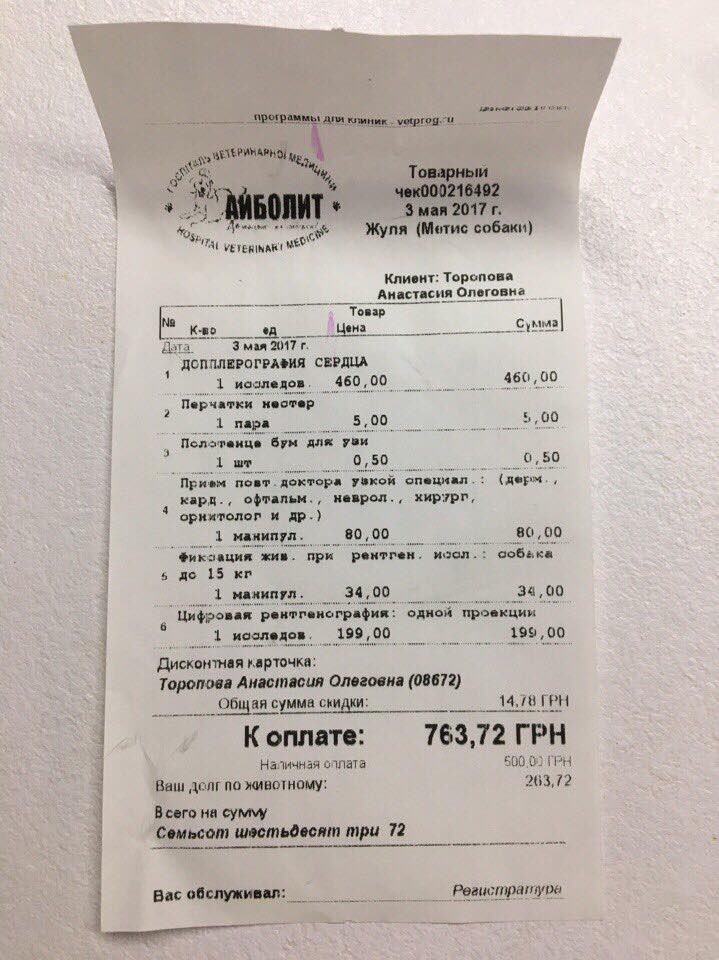 программы для клиник - vetprog.ru
ГОСПІТАЛЬ ВЕТЕРИНАРНОЇ МЕДИЦИНИ
АЙБОЛИТ
HOSPITAL VETERINARY MEDICINE
Товарный
чек000216492
3 мая 2017 г.
Жуля (Метис собаки)
Клиент: Торопова
Анастасия Олеговна
Товар
№ К-во ед Цена Сумма
Дата 3 мая 2017 г.
1 ДОППЛЕРОГРАФИЯ СЕРДЦА
1 исследов. 460,00 460,00
2 Перчатки нестер
1 пара 5,00 5,00
3 Полотенце бум для узи
1 шт 0,50 0,50
Прием повт.доктора узкой специал.: (дерм.,
кард., офтальм., неврол., хирург,
4 орнитолог и др.)
1 манипул. 80,00 80,00
Фиксация жив. при рентген. иссл.: собака
5 до 15 кг
1 манипул. 34,00 34,00
6 Цифровая рентгенография: одной проекции
1 исследов. 199,00 199,00
Дисконтная карточка:
Торопова Анастасия Олеговна (08672)
Общая сумма скидки: 14,78 ГРН
К оплате: 763,72 ГРН
Наличная оплата 500,00 ГРН
Ваш долг по животному: 263,72
Всего на сумму
Семьсот шестьдесят три 72
Вас обслуживал: Регистратура